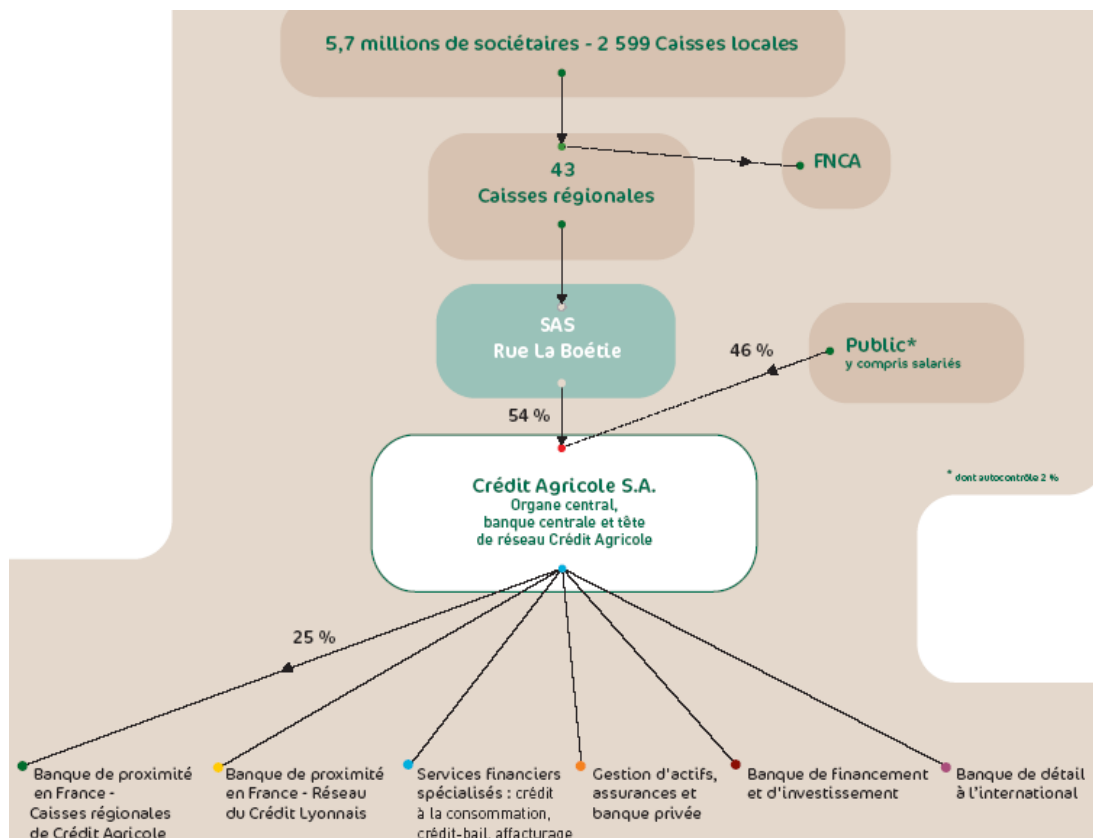 5,7 millions de sociétaires - 2 599 Caisses locales
43
Caisses régionales
FNCA
SAS
Rue La Boétie
46 %
Public*
y compris salariés
54 %
Crédit Agricole S.A.
Organe central,
banque centrale et tête
de réseau Crédit Agricole
* dont autocontrôle 2 %
25 %
Banque de proximité
en France -
Caisses régionales
de Crédit Agricole
Banque de proximité
en France - Réseau
du Crédit Lyonnais
Services financiers
spécialisés : crédit
à la consommation,
crédit-bail, affacturage
Gestion d'actifs,
assurances et
banque privée
Banque de financement
et d'investissement
Banque de détail
à l'international